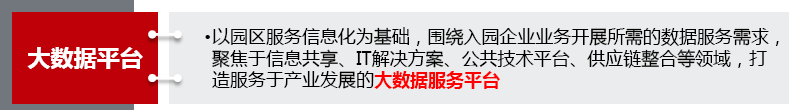 大数据平台
•以园区服务信息化为基础，围绕入园企业业务开展所需的数据服务需求，
聚焦于信息共享、IT解决方案、公共技术平台、供应链整合等领域，打
造服务于产业发展的大数据服务平台